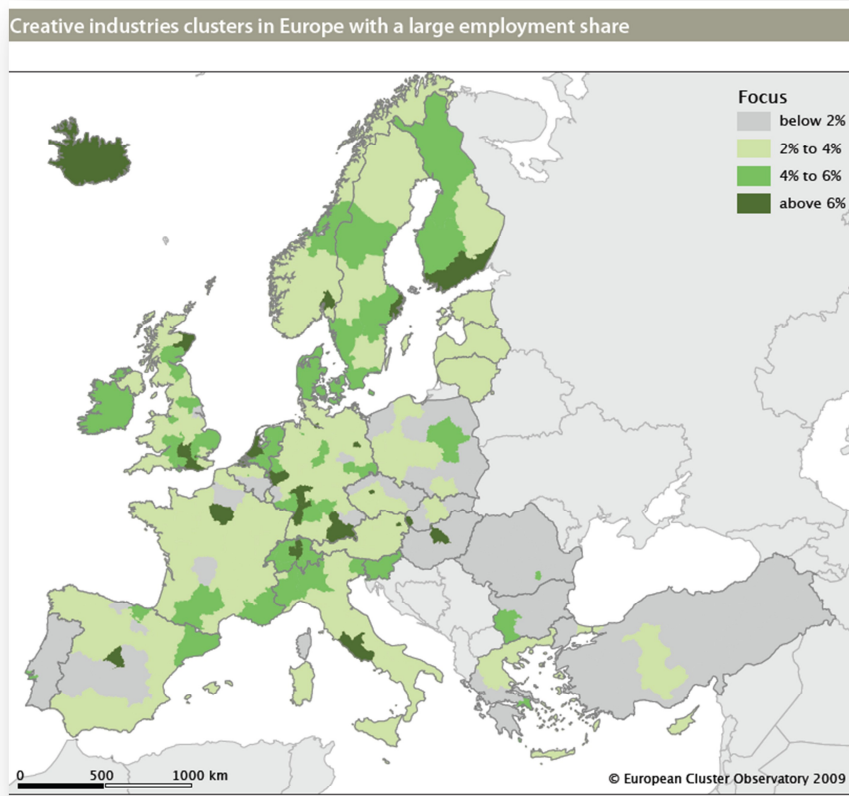 Creative industries clusters in Europe with a large employment share
Focus
below 2%
2% to 4%
4% to 6%
above 6%
0 500 1000 km
© European Cluster Observatory 2009